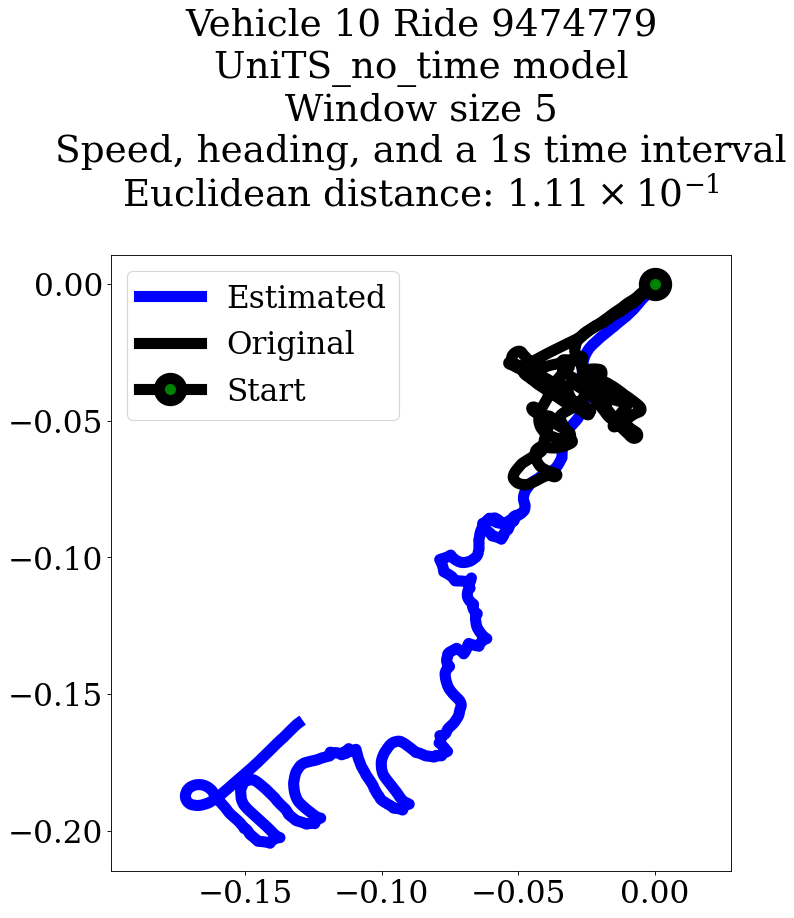 Vehicle 10 Ride 9474779
UniTS_no_time model
Window size 5
Speed, heading, and a 1s time interval
Euclidean distance: 1.11 × 10⁻¹
Estimated
Original
Start
0.00
−0.05
−0.10
−0.15
−0.20
−0.15
−0.10
−0.05
0.00